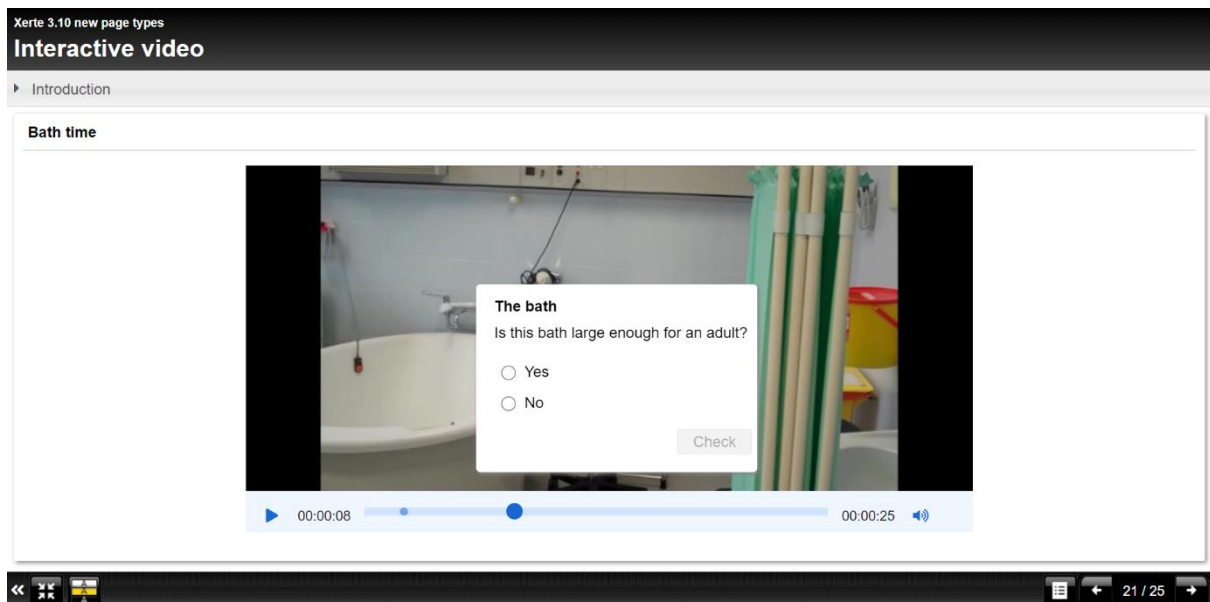 Xerte 3.10 new page types
Interactive video
Introduction
Bath time
The bath
Is this bath large enough for an adult?
Yes
No
Check
00:00:08
00:00:25
21 / 25